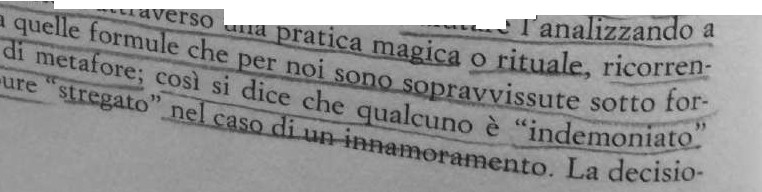 l'analizzando a
attraverso una pratica magica o rituale, ricorren-
a quelle formule che per noi sono sopravvissute sotto for-
di metafore; così si dice che qualcuno è “indemoniato”
“stregato” nel caso di un innamoramento. La decisio-